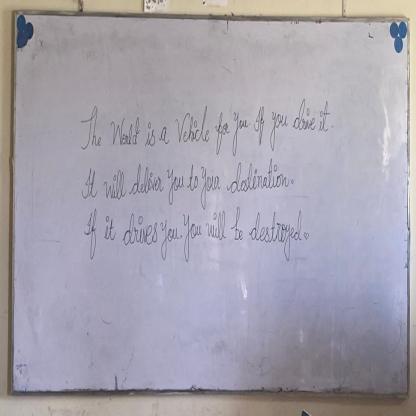 The World is a Vehicle for you If you drive it.
It will deliver you to your destination.
If it drives you. You will be destroyed.